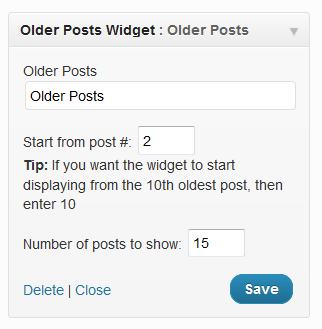 Older Posts Widget : Older Posts
Older Posts
Older Posts
Start from post #: 2
Tip: If you want the widget to start
displaying from the 10th oldest post, then
enter 10
Number of posts to show: 15
Delete | Close
Save